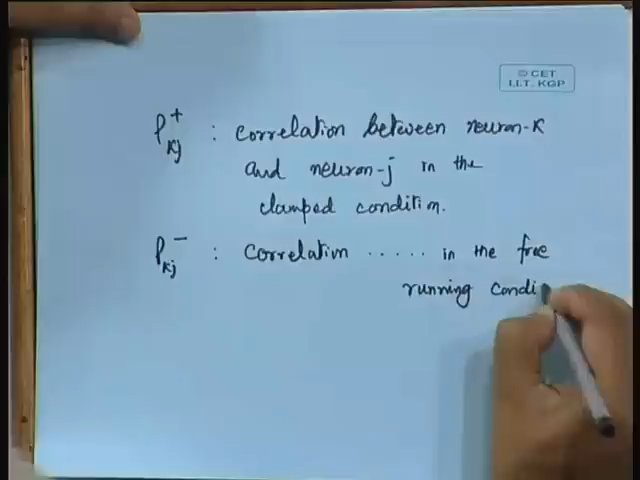 © CET
I.I.T. KGP
ρ⁺kj : correlation between neuron-k
and neuron-j in the
clamped condition.
ρ⁻kj : Correlation ..... in the free
running condi